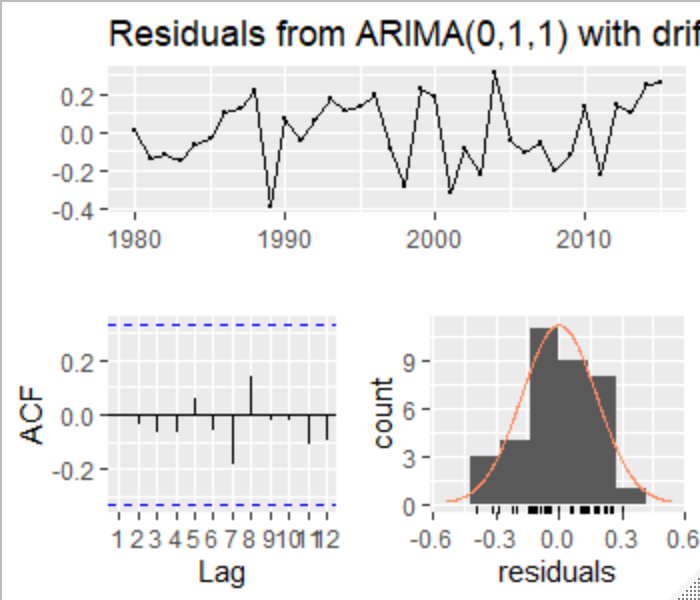 Residuals from ARIMA(0,1,1) with drif
0.2
0.0
-0.2
-0.4
1980 1990 2000 2010
ACF
0.2
0.0
-0.2
1 2 3 4 5 6 7 8 9 10 11 12
Lag
count
9
6
3
0
-0.6 -0.3 0.0 0.3 0.6
residuals